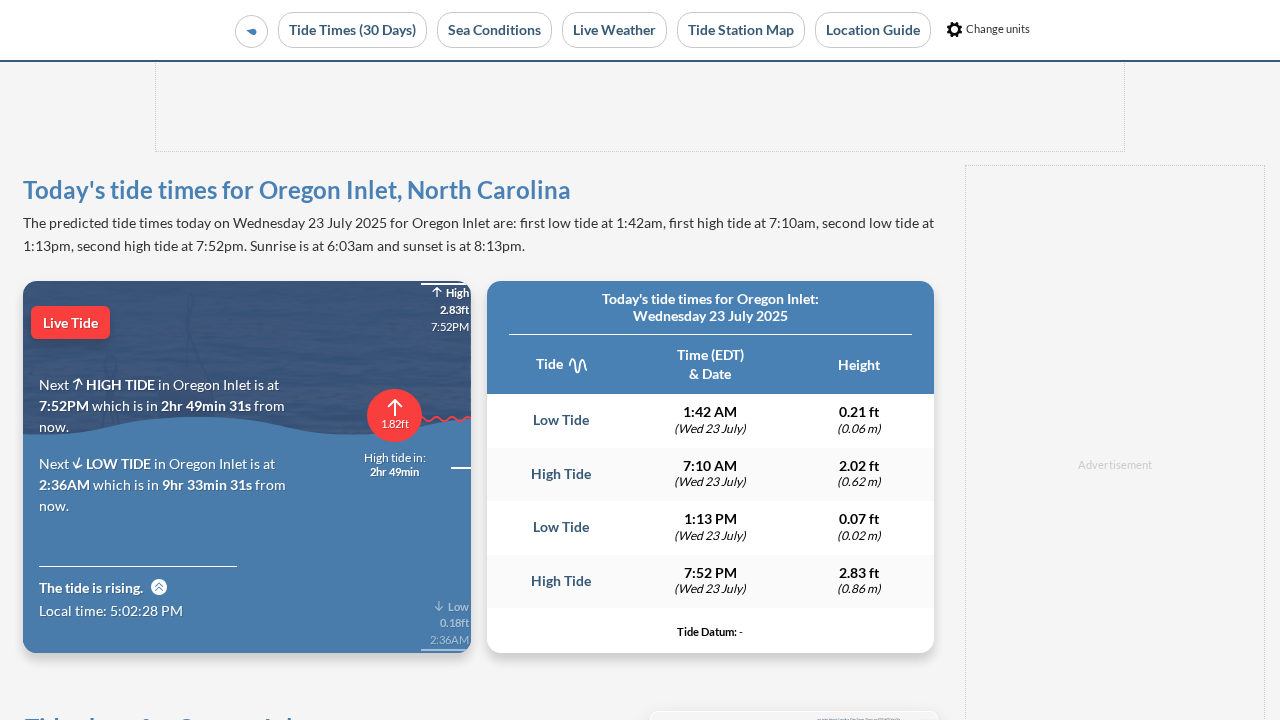 Tide Times (30 Days)
Sea Conditions
Live Weather
Tide Station Map
Location Guide
Change units
Today's tide times for Oregon Inlet, North Carolina
The predicted tide times today on Wednesday 23 July 2025 for Oregon Inlet are: first low tide at 1:42am, first high tide at 7:10am, second low tide at
1:13pm, second high tide at 7:52pm. Sunrise is at 6:03am and sunset is at 8:13pm.
Live Tide
High
2.83ft
7:52PM
Next HIGH TIDE in Oregon Inlet is at
7:52PM which is in 2hr 49min 31s from
now.
1.82ft
High tide in:
2hr 49min
Next LOW TIDE in Oregon Inlet is at
2:36AM which is in 9hr 33min 31s from
now.
The tide is rising.
Local time: 5:02:28 PM
Low
0.18ft
2:36AM
Today's tide times for Oregon Inlet:
Wednesday 23 July 2025
Tide
Time (EDT)
& Date
Height
Low Tide
1:42 AM
(Wed 23 July)
0.21 ft
(0.06 m)
High Tide
7:10 AM
(Wed 23 July)
2.02 ft
(0.62 m)
Low Tide
1:13 PM
(Wed 23 July)
0.07 ft
(0.02 m)
High Tide
7:52 PM
(Wed 23 July)
2.83 ft
(0.86 m)
Tide Datum: -
Advertisement